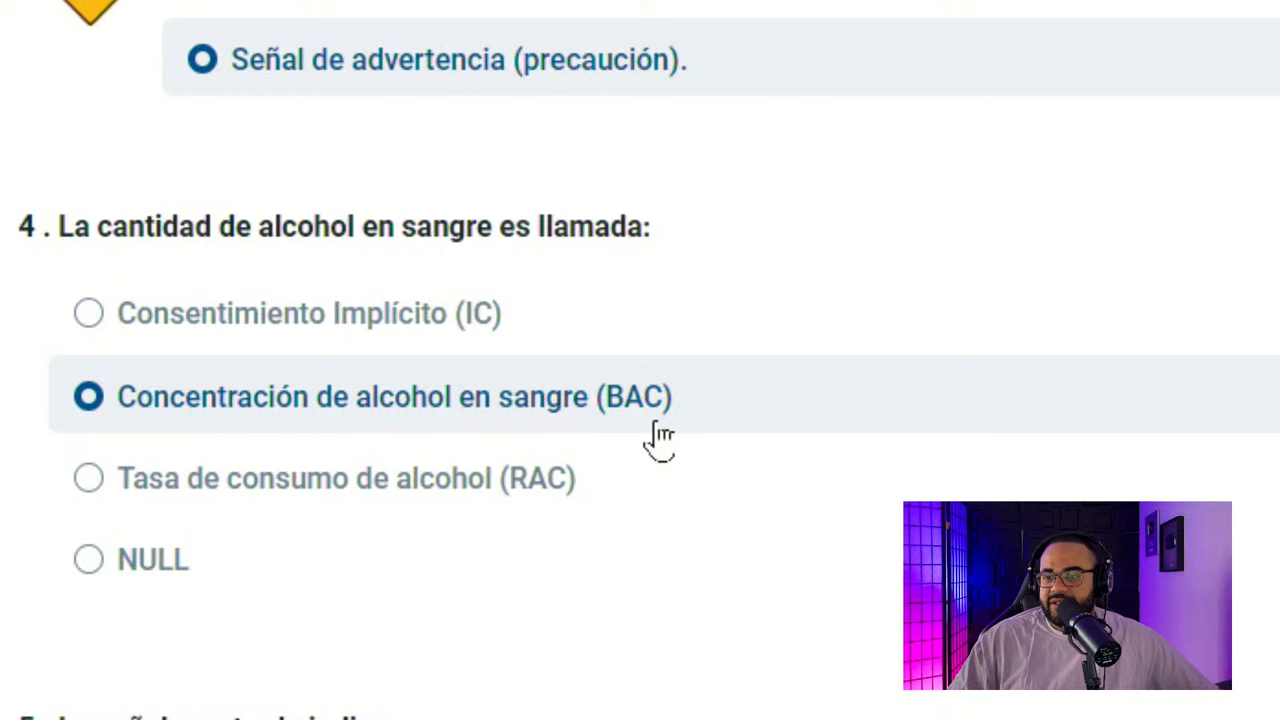 Señal de advertencia (precaución).
4 . La cantidad de alcohol en sangre es llamada:
Consentimiento Implícito (IC)
Concentración de alcohol en sangre (BAC)
Tasa de consumo de alcohol (RAC)
NULL